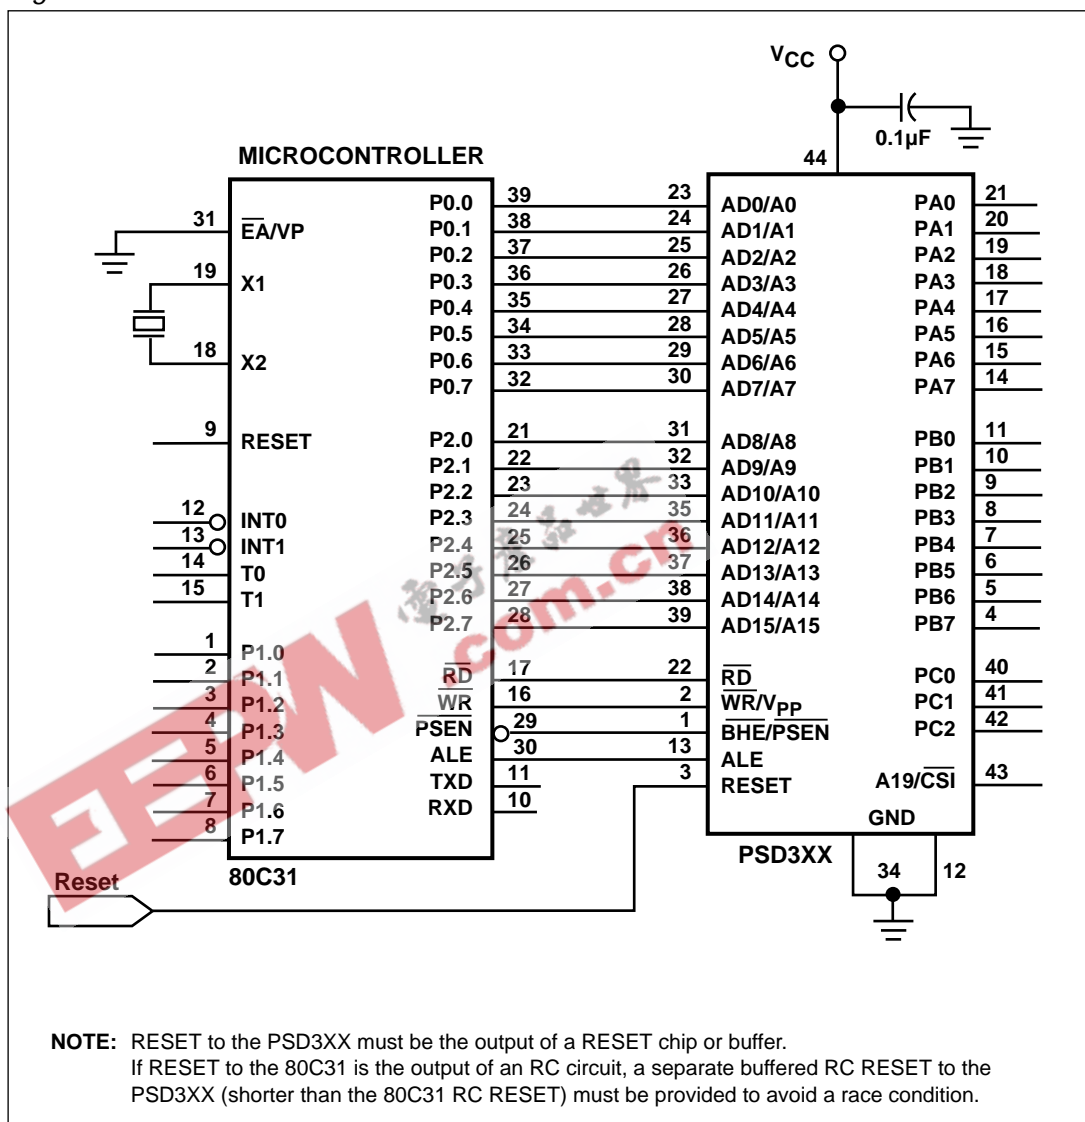 VCC
0.1µF
44
MICROCONTROLLER
31 EA/VP
19 X1
18 X2
9 RESET
12 INT0
13 INT1
14 T0
15 T1
1 P1.0
2 P1.1
3 P1.2
4 P1.3
5 P1.4
6 P1.5
7 P1.6
8 P1.7
P0.0 39
P0.1 38
P0.2 37
P0.3 36
P0.4 35
P0.5 34
P0.6 33
P0.7 32
P2.0 21
P2.1 22
P2.2 23
P2.3 24
P2.4 25
P2.5 26
P2.6 27
P2.7 28
RD 17
WR 16
PSEN 29
ALE 30
TXD 11
RXD 10
80C31
23 AD0/A0
24 AD1/A1
25 AD2/A2
26 AD3/A3
27 AD4/A4
28 AD5/A5
29 AD6/A6
30 AD7/A7
31 AD8/A8
32 AD9/A9
33 AD10/A10
35 AD11/A11
36 AD12/A12
37 AD13/A13
38 AD14/A14
39 AD15/A15
22 RD
2 WR/VPP
1 BHE/PSEN
13 ALE
3 RESET
PA0 21
PA1 20
PA2 19
PA3 18
PA4 17
PA5 16
PA6 15
PA7 14
PB0 11
PB1 10
PB2 9
PB3 8
PB4 7
PB5 6
PB6 5
PB7 4
PC0 40
PC1 41
PC2 42
A19/CSI 43
GND
PSD3XX
34 12
Reset
EEPW
.com.cn
電子產品世界
NOTE: RESET to the PSD3XX must be the output of a RESET chip or buffer.
If RESET to the 80C31 is the output of an RC circuit, a separate buffered RC RESET to the
PSD3XX (shorter than the 80C31 RC RESET) must be provided to avoid a race condition.